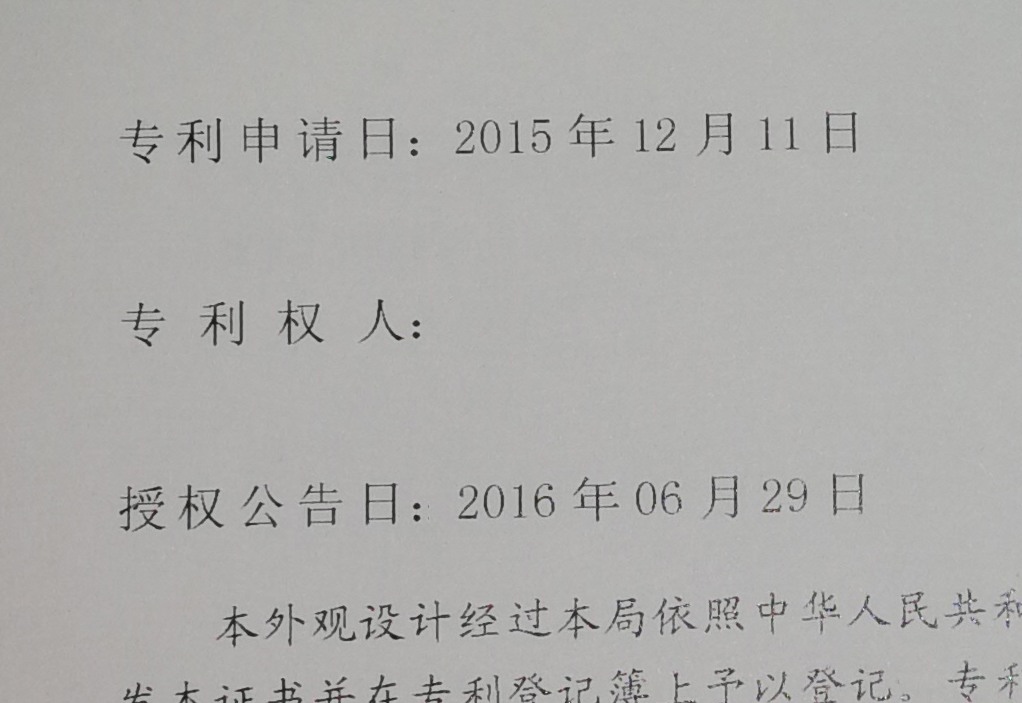 专利申请日：2015年12月11日
专利权人：
授权公告日：2016年06月29日
本外观设计经过本局依照中华人民共和
发本证书并在专利登记簿上予以登记。专利